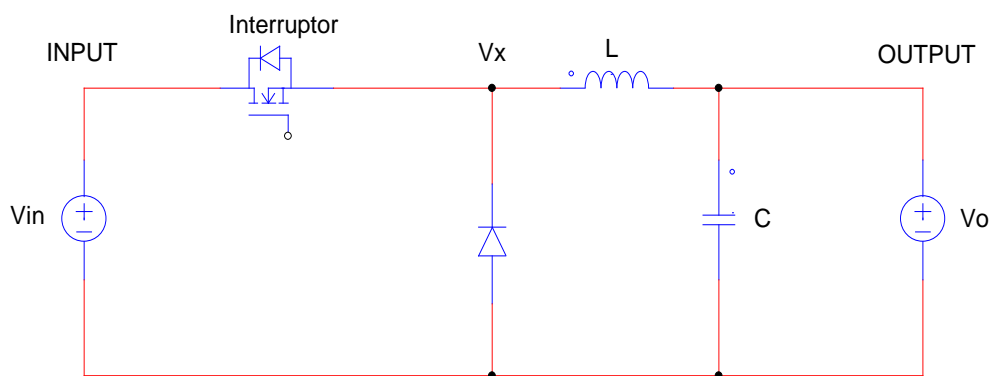 Interruptor
INPUT
Vx
L
OUTPUT
Vin
C
Vo